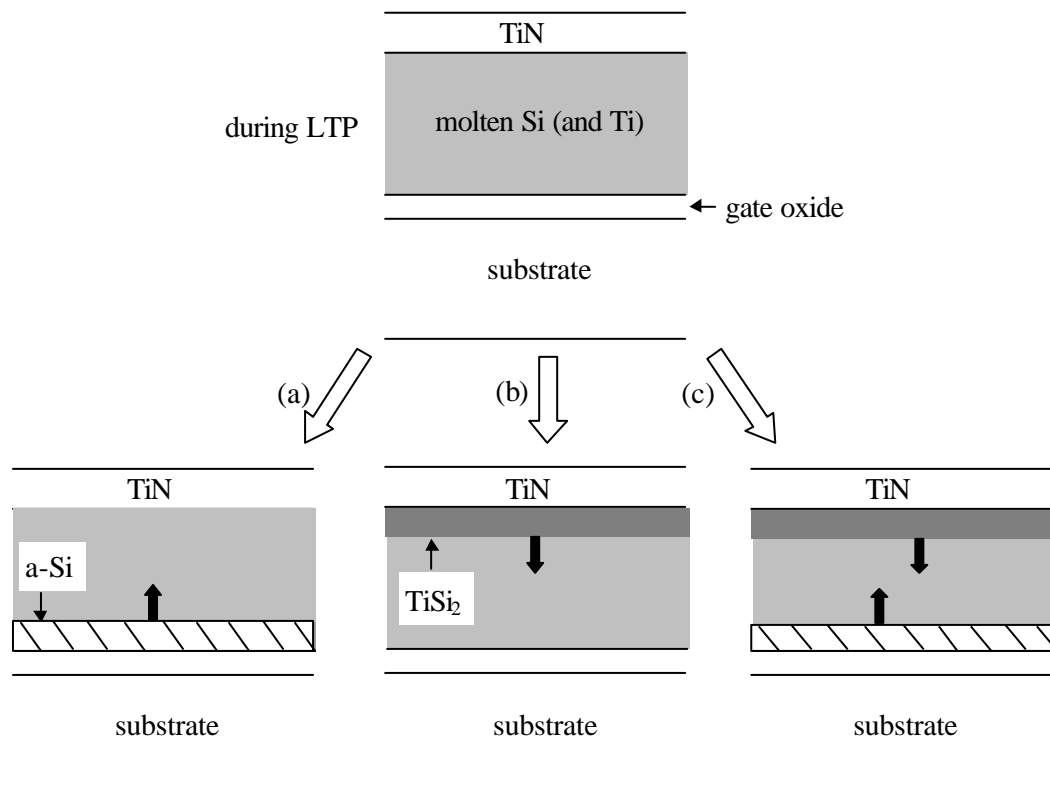 TiN
during LTP
molten Si (and Ti)
gate oxide
substrate
(a)
(b)
(c)
TiN
a-Si
substrate
TiN
TiSi₂
substrate
TiN
substrate